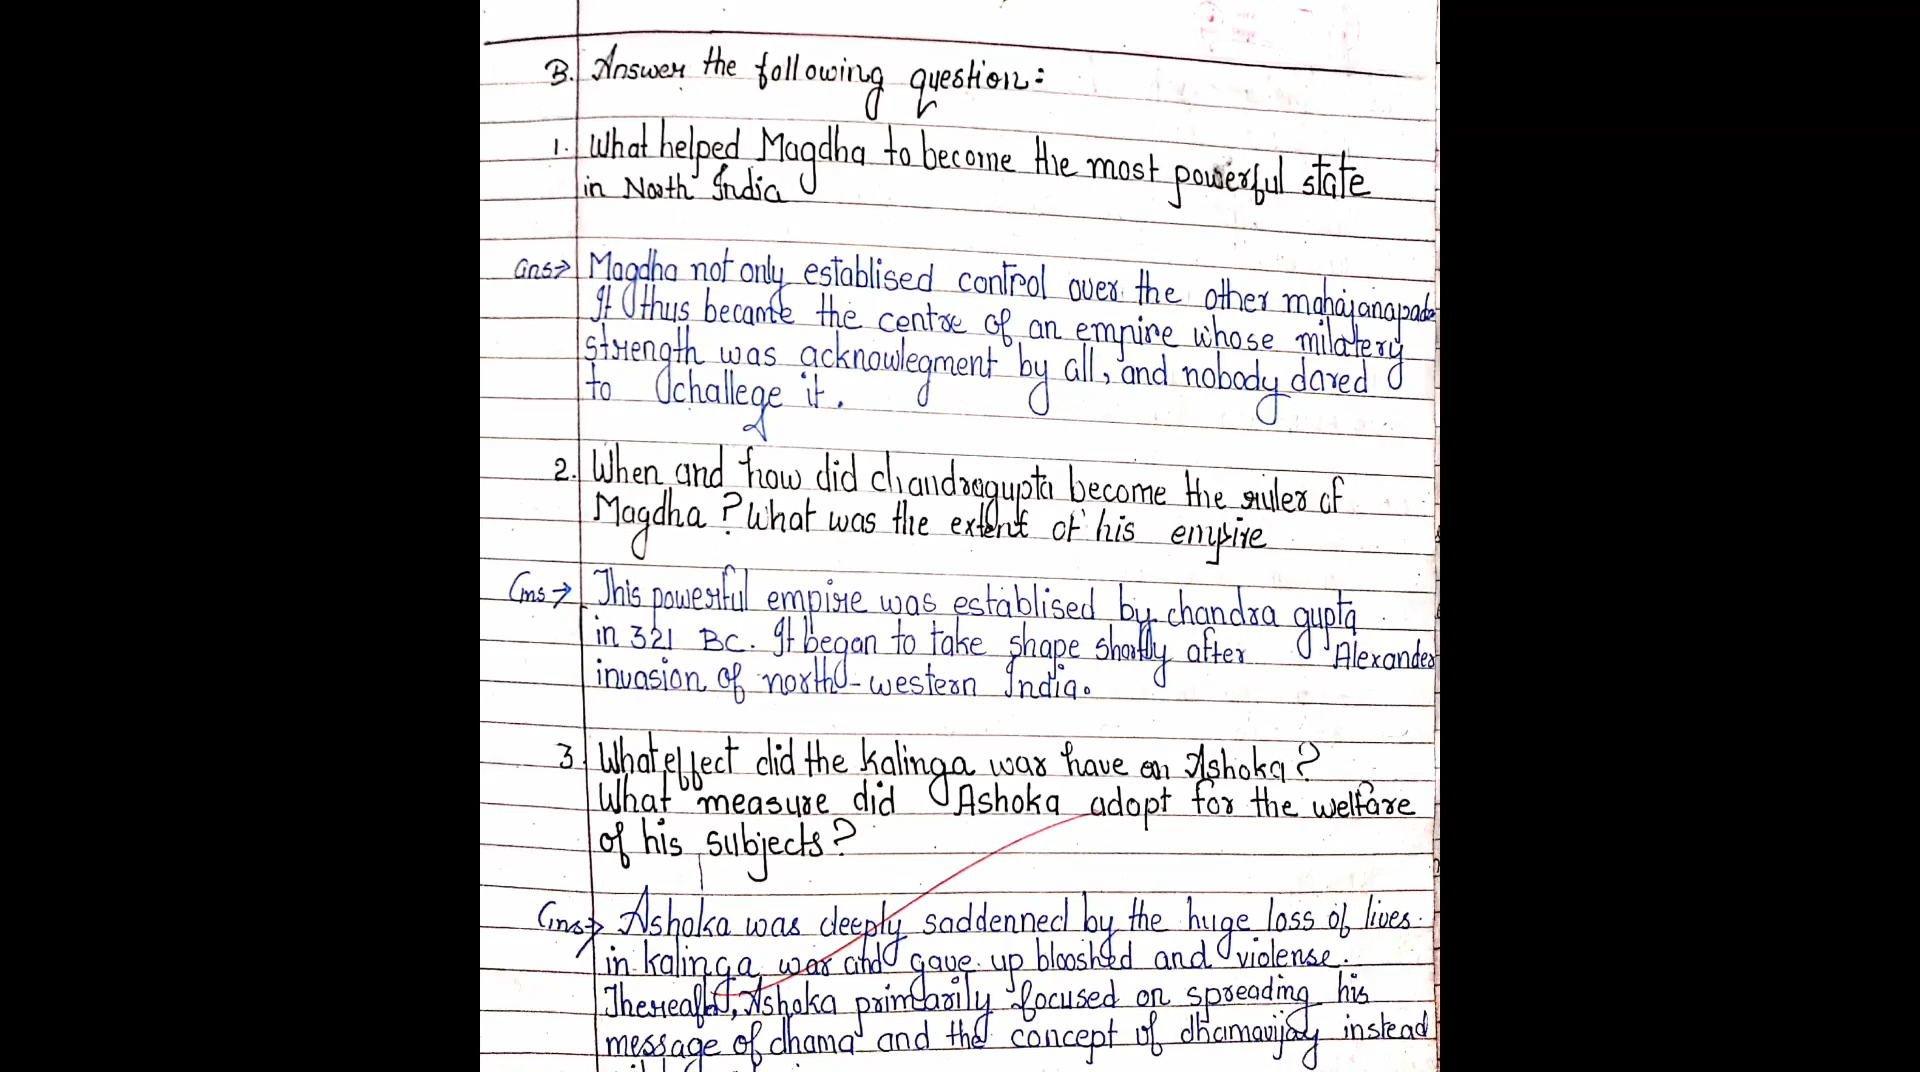 B. Answer the following question:
1. What helped Magdha to become the most powerful state
in North India
ans→ Magdha not only establised control over the other mahajanapada
It thus became the centre of an empire whose milatery
strength was acknowlegment by all, and nobody dared
to challege it.
2. When and how did chandragupta become the ruler of
Magdha? What was the extent of his empire
Ans→ This powerful empire was establised by chandra gupta
in 321 BC. It began to take shape shortly after Alexander
invasion of north-western India.
3. What effect did the kalinga war have on Ashoka?
What measure did Ashoka adopt for the welfare
of his subjects?
Ans→ Ashoka was deeply saddenned by the huge loss of lives.
in kalinga war and gave up blooshed and violense.
Thereaft, Ashoka primtarily focused on spreading his
message of dhama and the concept of dhamavijay instead